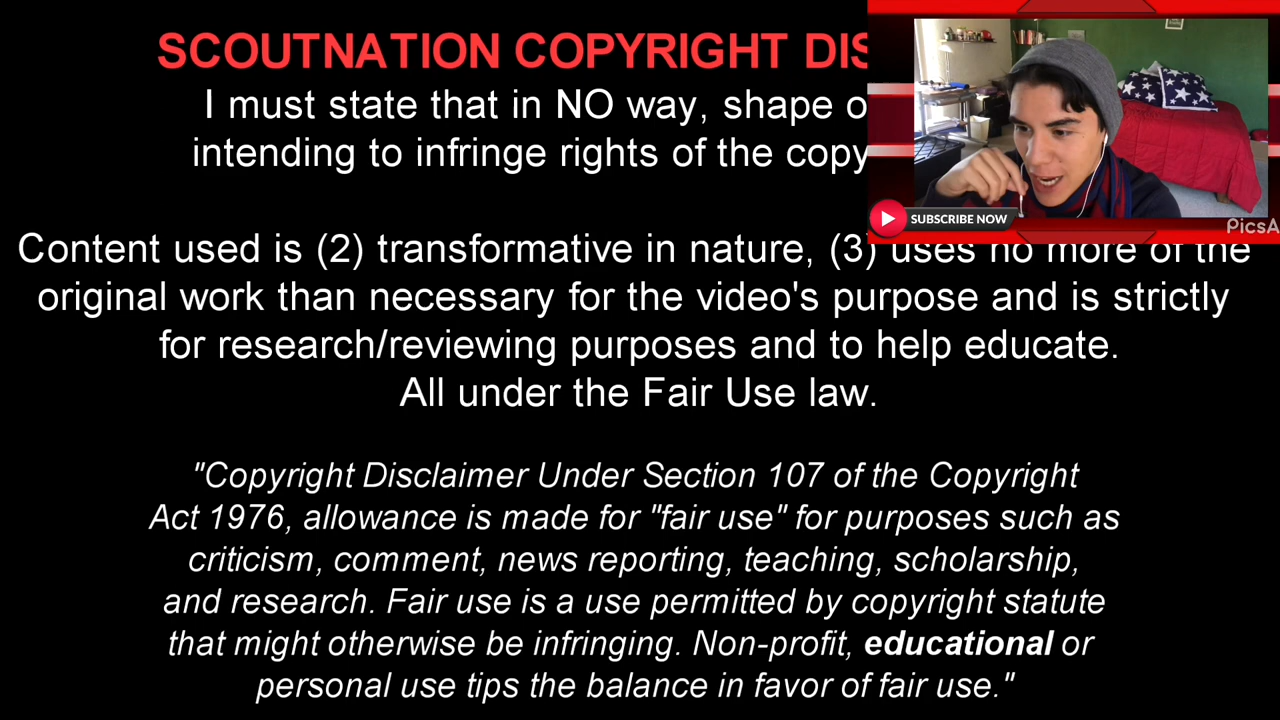 SCOUTNATION COPYRIGHT DIS
I must state that in NO way, shape o
intending to infringe rights of the copy
SUBSCRIBE NOW
PicsA
Content used is (2) transformative in nature, (3) uses no more of the
original work than necessary for the video's purpose and is strictly
for research/reviewing purposes and to help educate.
All under the Fair Use law.
"Copyright Disclaimer Under Section 107 of the Copyright
Act 1976, allowance is made for "fair use" for purposes such as
criticism, comment, news reporting, teaching, scholarship,
and research. Fair use is a use permitted by copyright statute
that might otherwise be infringing. Non-profit, educational or
personal use tips the balance in favor of fair use."